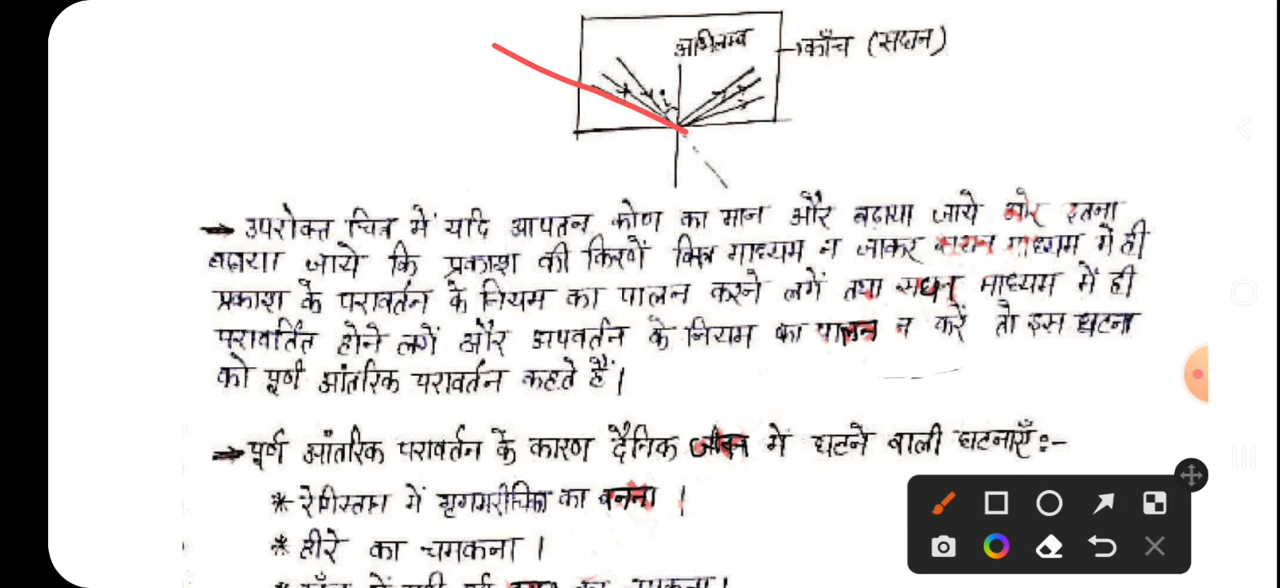 अभिलम्ब
काँच (सघन)
→ उपरोक्त चित्र में यदि आपतन कोण का मान और बढ़ाया जाये और इतना
बढ़ाया जाये कि प्रकाश की किरणें भिन्न माध्यम न जाकर सघन माध्यम में ही
प्रकाश के परावर्तन के नियम का पालन करने लगें तथा सघन माध्यम में ही
परावर्तित होने लगें और अपवर्तन के नियम का पालन न करें तो इस घटना
को पूर्ण आंतरिक परावर्तन कहते हैं।
→ पूर्ण आंतरिक परावर्तन के कारण दैनिक जीवन में घटने वाली घटनाएँ:-
* रेगिस्तान में मृगमरीचिका का बनना।
* हीरे का चमकना।